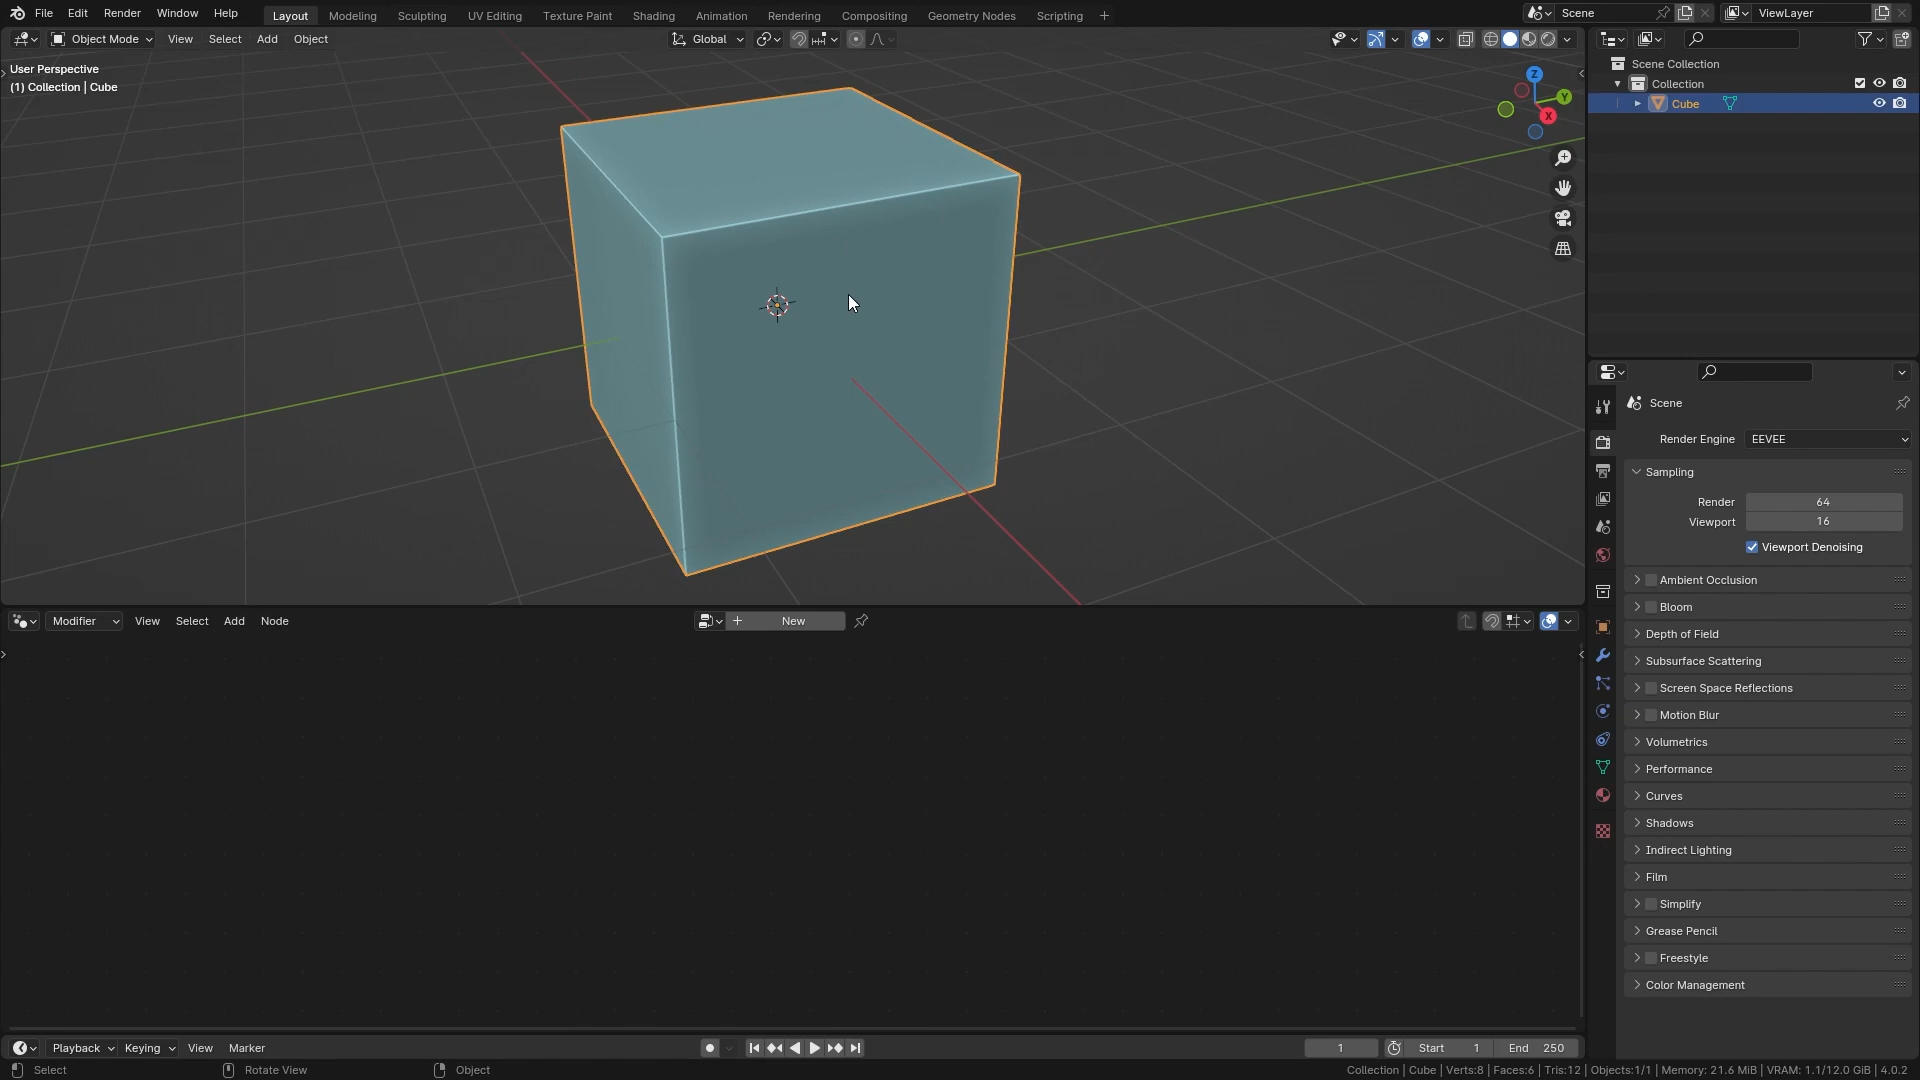 File Edit Render Window Help Layout Modeling Sculpting UV Editing Texture Paint Shading Animation Rendering Compositing Geometry Nodes Scripting + Scene ViewLayer
Object Mode View Select Add Object Global
User Perspective
(1) Collection | Cube
Z
Y
X
Scene Collection
Collection
Cube
Scene
Render Engine EEVEE
Sampling
Render 64
Viewport 16
Viewport Denoising
Ambient Occlusion
Bloom
Depth of Field
Subsurface Scattering
Screen Space Reflections
Motion Blur
Volumetrics
Performance
Curves
Shadows
Indirect Lighting
Film
Simplify
Grease Pencil
Freestyle
Color Management
Modifier View Select Add Node + New
Playback Keying View Marker 1 Start 1 End 250
Select Rotate View Object Collection | Cube | Verts:8 | Faces:6 | Tris:12 | Objects:1/1 | Memory: 21.6 MiB | VRAM: 1.1/12.0 GiB | 4.0.2